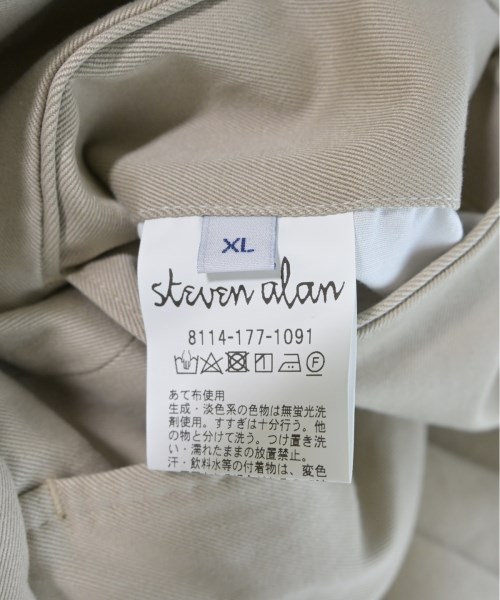 XL
steven alan
8114-177-1091
あて布使用
生成・淡色系の色物は無蛍光洗
剤使用。すすぎは十分行う。他
の物と分けて洗う。つけ置き洗
い・濡れたままの放置禁止。
汗・飲料水等の付着物は、変色